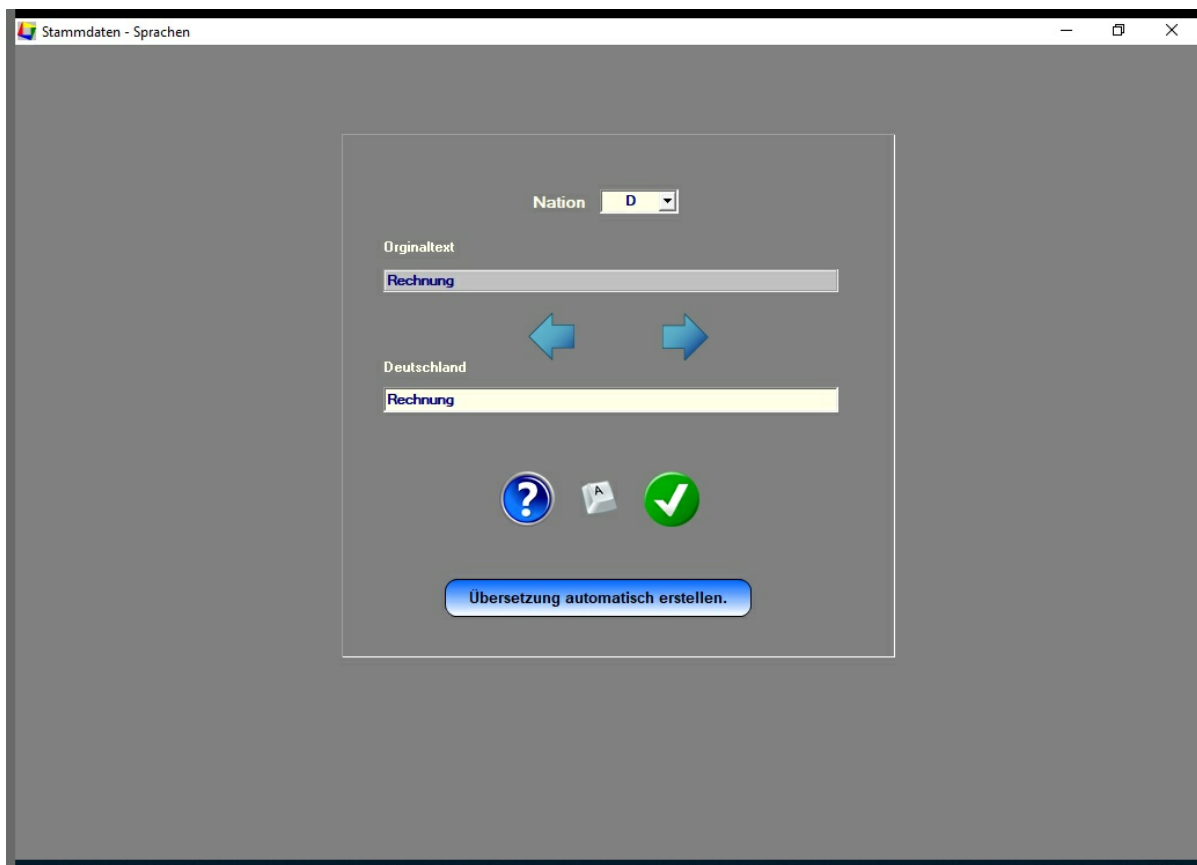 Stammdaten - Sprachen
Nation D
Orginaltext
Rechnung
Deutschland
Rechnung
?
A
Übersetzung automatisch erstellen.